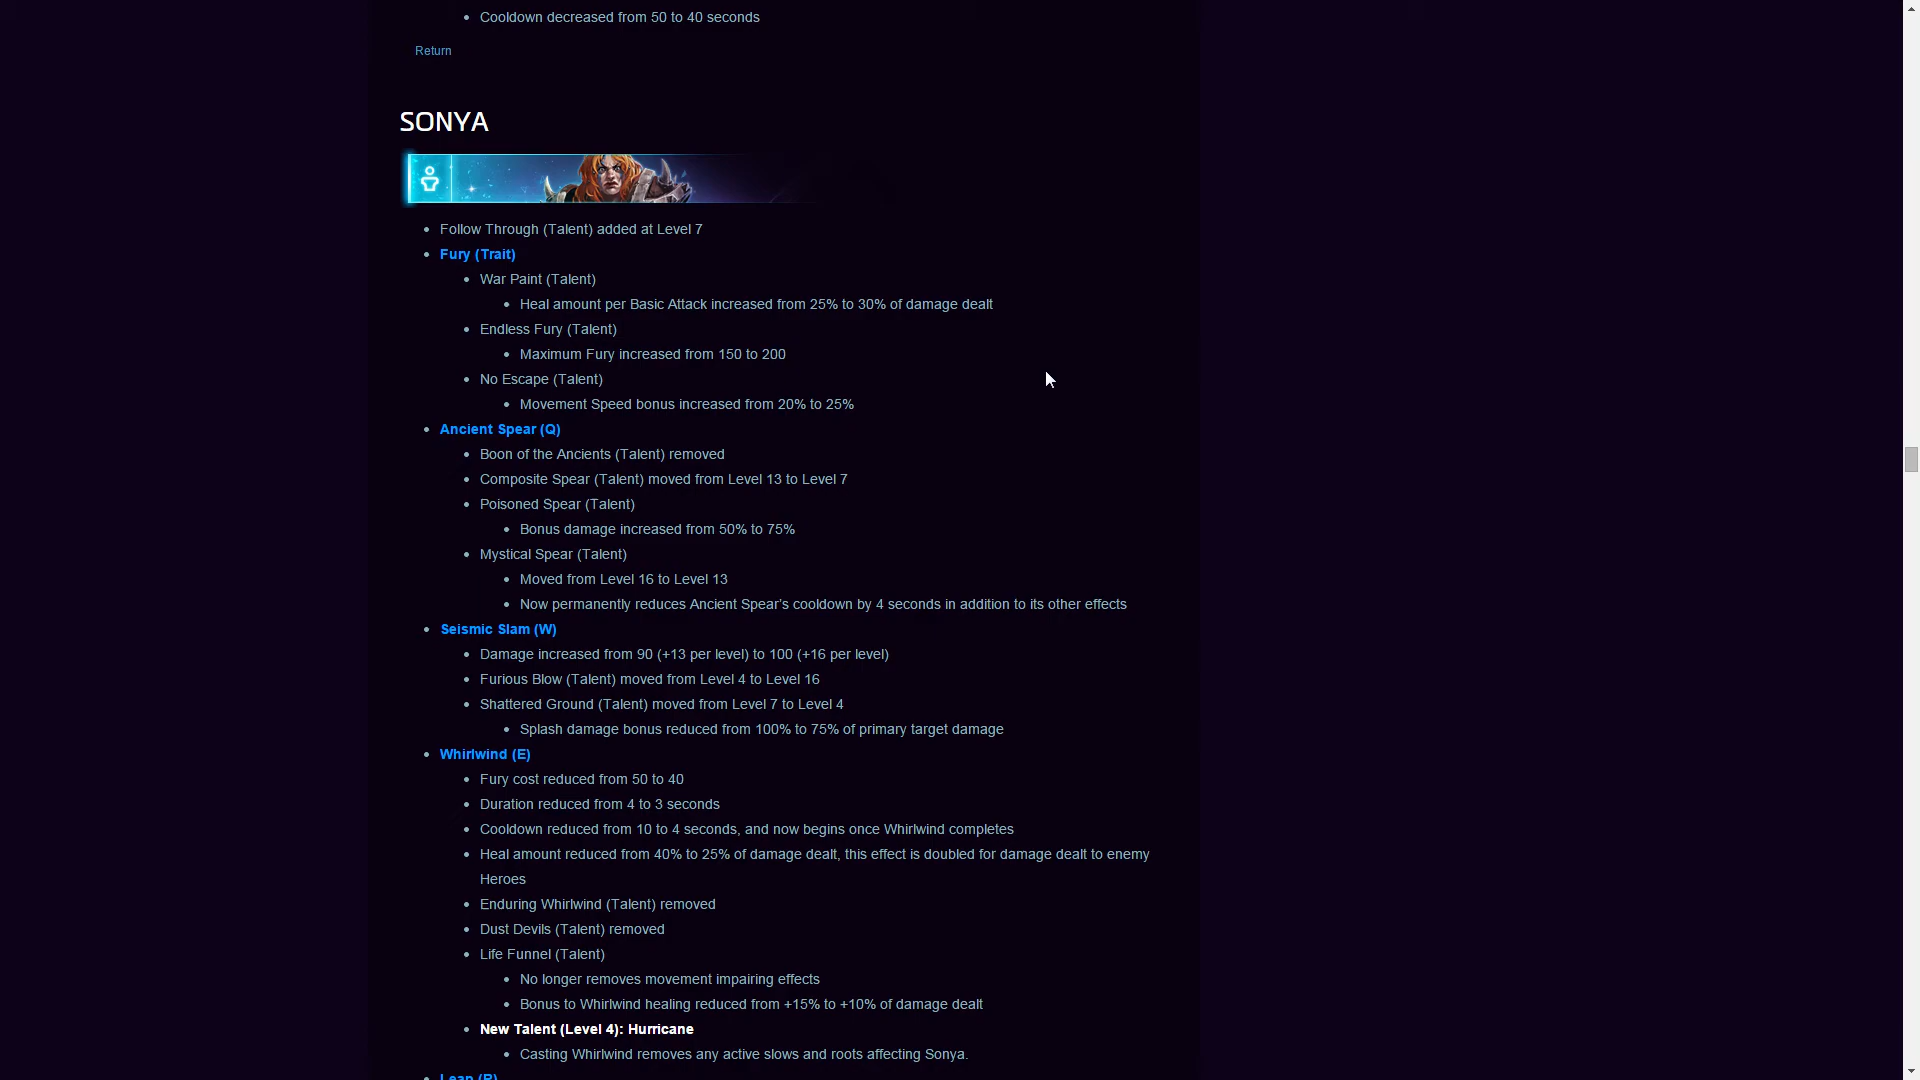 Cooldown decreased from 50 to 40 seconds
Return
SONYA
Follow Through (Talent) added at Level 7
Fury (Trait)
War Paint (Talent)
Heal amount per Basic Attack increased from 25% to 30% of damage dealt
Endless Fury (Talent)
Maximum Fury increased from 150 to 200
No Escape (Talent)
Movement Speed bonus increased from 20% to 25%
Ancient Spear (Q)
Boon of the Ancients (Talent) removed
Composite Spear (Talent) moved from Level 13 to Level 7
Poisoned Spear (Talent)
Bonus damage increased from 50% to 75%
Mystical Spear (Talent)
Moved from Level 16 to Level 13
Now permanently reduces Ancient Spear's cooldown by 4 seconds in addition to its other effects
Seismic Slam (W)
Damage increased from 90 (+13 per level) to 100 (+16 per level)
Furious Blow (Talent) moved from Level 4 to Level 16
Shattered Ground (Talent) moved from Level 7 to Level 4
Splash damage bonus reduced from 100% to 75% of primary target damage
Whirlwind (E)
Fury cost reduced from 50 to 40
Duration reduced from 4 to 3 seconds
Cooldown reduced from 10 to 4 seconds, and now begins once Whirlwind completes
Heal amount reduced from 40% to 25% of damage dealt, this effect is doubled for damage dealt to enemy
Heroes
Enduring Whirlwind (Talent) removed
Dust Devils (Talent) removed
Life Funnel (Talent)
No longer removes movement impairing effects
Bonus to Whirlwind healing reduced from +15% to +10% of damage dealt
New Talent (Level 4): Hurricane
Casting Whirlwind removes any active slows and roots affecting Sonya.
Leap (R)